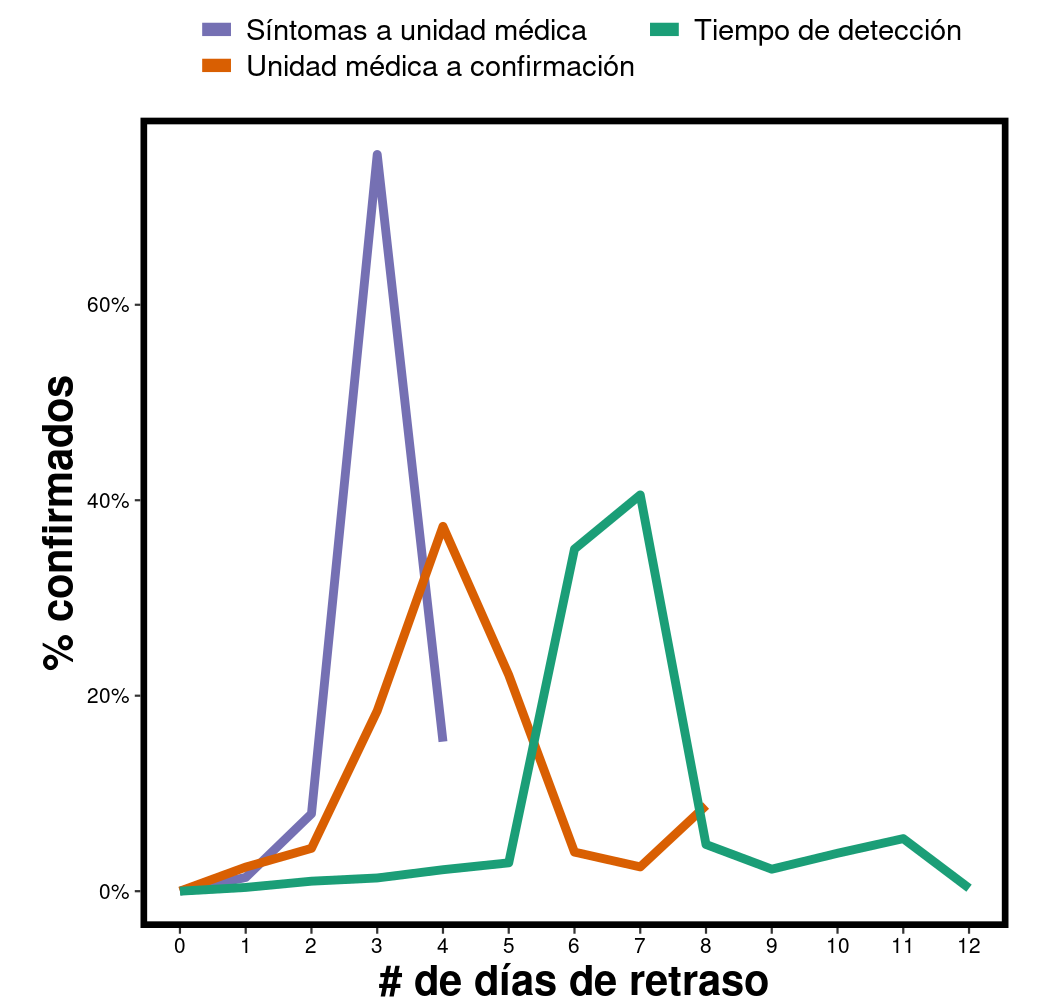 Síntomas a unidad médica
Tiempo de detección
Unidad médica a confirmación
% confirmados
60%
40%
20%
0%
0 1 2 3 4 5 6 7 8 9 10 11 12
# de días de retraso